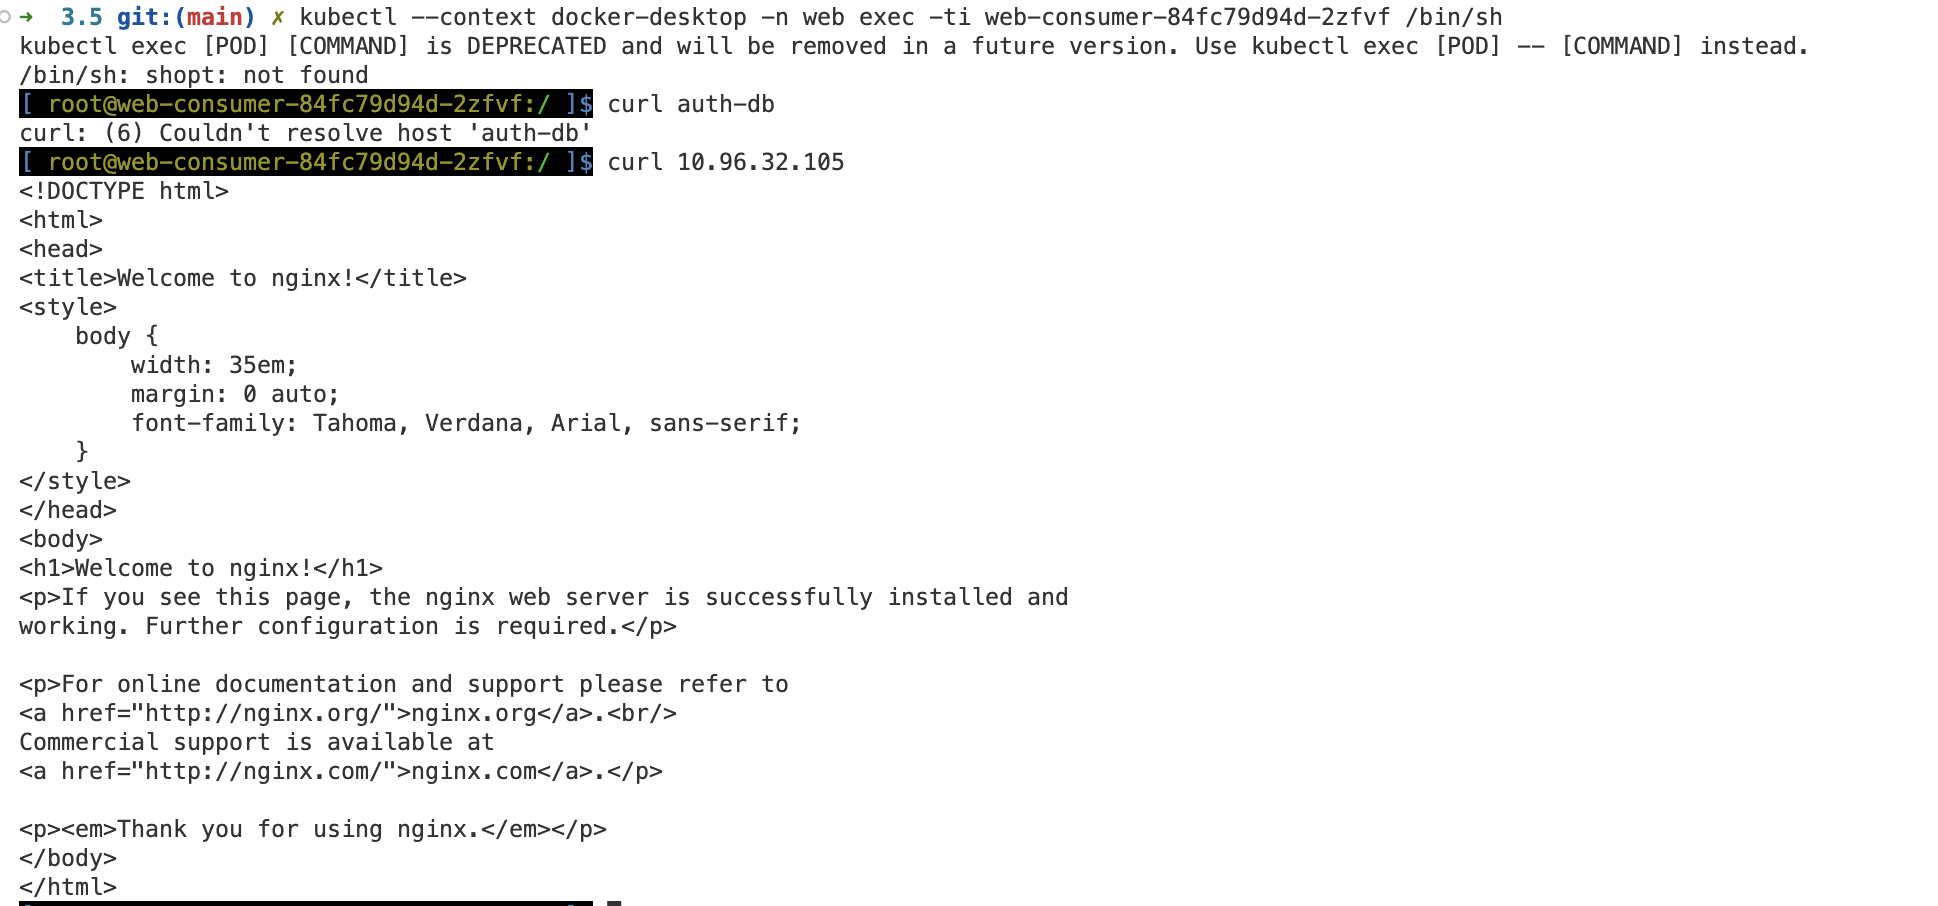 ➜  3.5 git:(main) ✗ kubectl --context docker-desktop -n web exec -ti web-consumer-84fc79d94d-2zfvf /bin/sh
kubectl exec [POD] [COMMAND] is DEPRECATED and will be removed in a future version. Use kubectl exec [POD] -- [COMMAND] instead.
/bin/sh: shopt: not found
[ root@web-consumer-84fc79d94d-2zfvf:/ ]$ curl auth-db
curl: (6) Couldn't resolve host 'auth-db'
[ root@web-consumer-84fc79d94d-2zfvf:/ ]$ curl 10.96.32.105
<!DOCTYPE html>
<html>
<head>
<title>Welcome to nginx!</title>
<style>
    body {
        width: 35em;
        margin: 0 auto;
        font-family: Tahoma, Verdana, Arial, sans-serif;
    }
</style>
</head>
<body>
<h1>Welcome to nginx!</h1>
<p>If you see this page, the nginx web server is successfully installed and
working. Further configuration is required.</p>

<p>For online documentation and support please refer to
<a href="http://nginx.org/">nginx.org</a>.<br/>
Commercial support is available at
<a href="http://nginx.com/">nginx.com</a>.</p>

<p><em>Thank you for using nginx.</em></p>
</body>
</html>